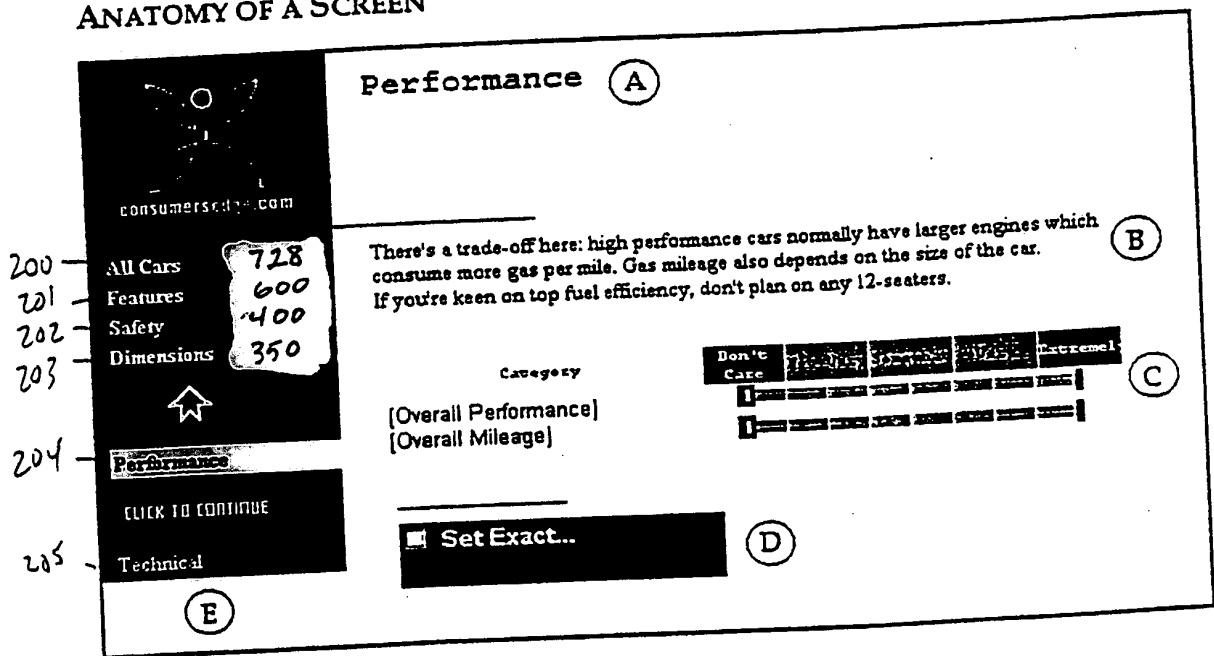 ANATOMY OF A SCREEN
Performance A
There's a trade-off here: high performance cars normally have larger engines which
consume more gas per mile. Gas mileage also depends on the size of the car.
If you're keen on top fuel efficiency, don't plan on any 12-seaters.
B
Category
Don't Care
Extremel
C
[Overall Performance]
[Overall Mileage]
Set Exact...
D
consumersedge.com
200 All Cars 728
201 Features 600
202 Safety 400
203 Dimensions 350
204 Performance
CLICK TO CONTINUE
205 Technical
E